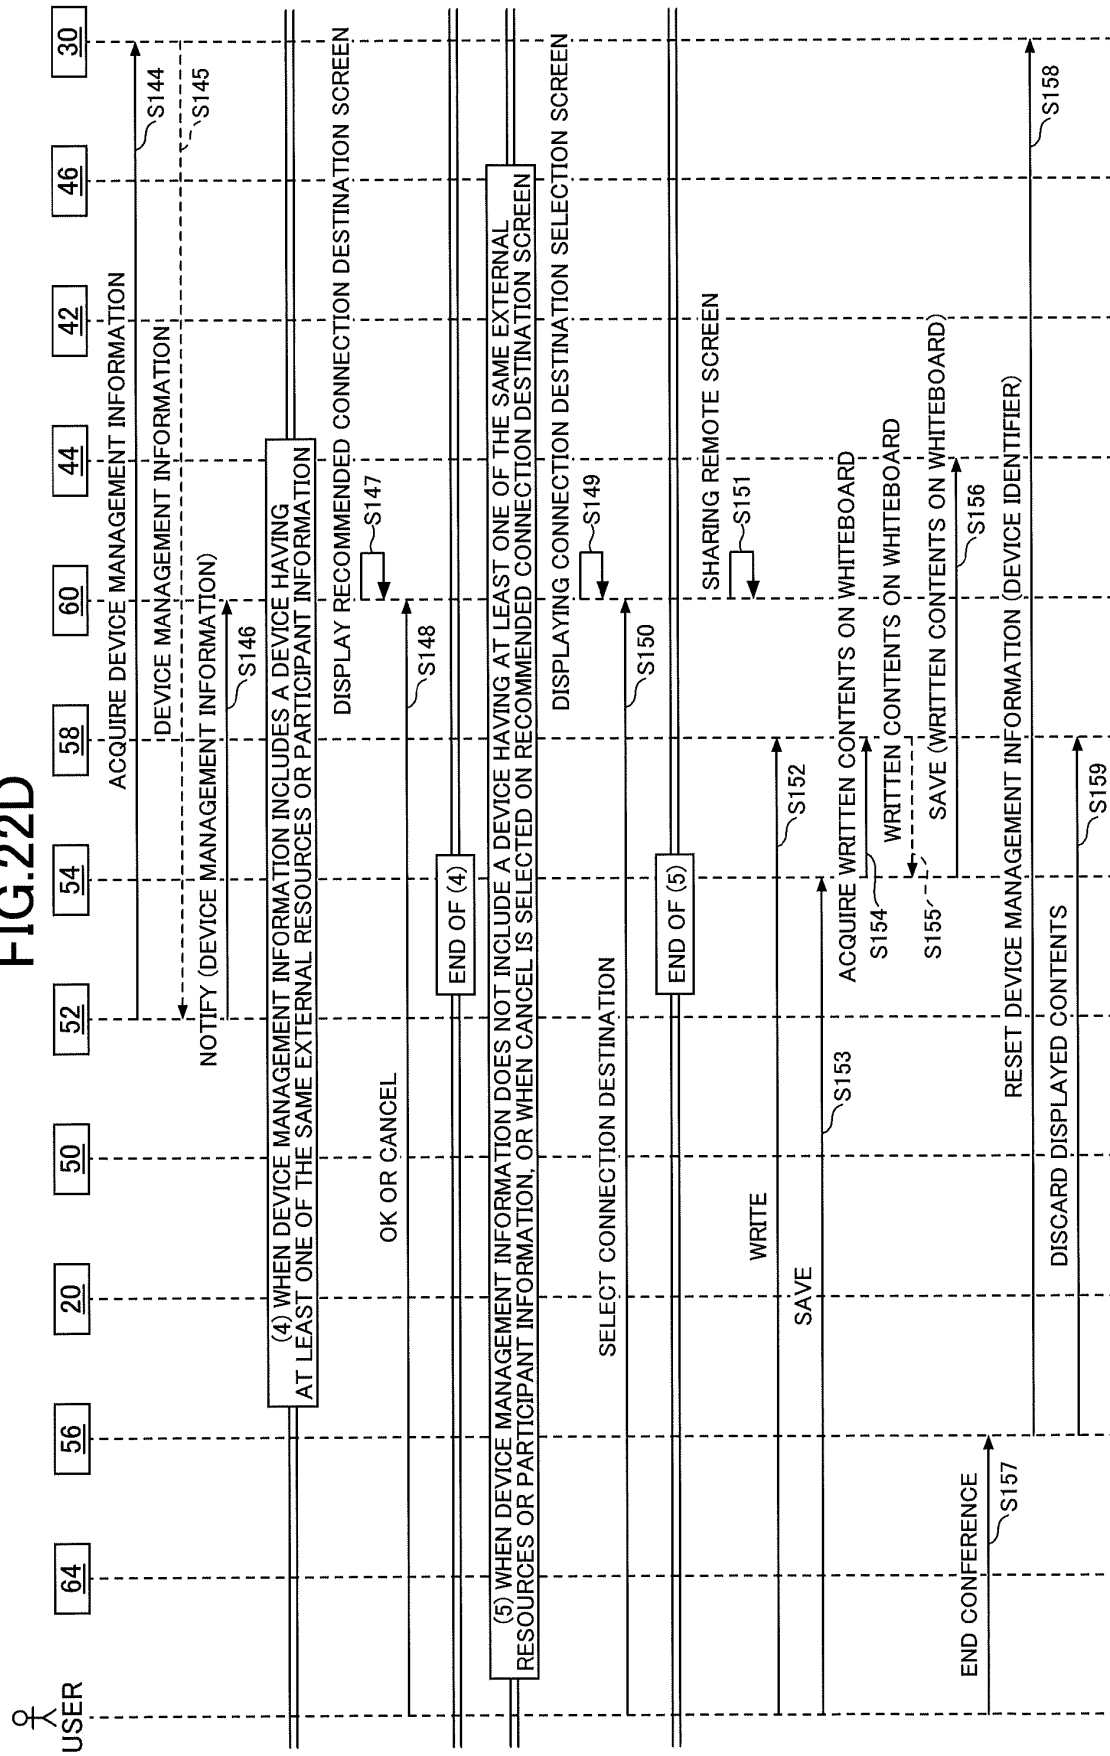 FIG.22D
USER
64
56
20
50
52
54
58
60
44
42
46
30
ACQUIRE DEVICE MANAGEMENT INFORMATION
S144
DEVICE MANAGEMENT INFORMATION
S145
NOTIFY (DEVICE MANAGEMENT INFORMATION)
S146
(4) WHEN DEVICE MANAGEMENT INFORMATION INCLUDES A DEVICE HAVING
AT LEAST ONE OF THE SAME EXTERNAL RESOURCES OR PARTICIPANT INFORMATION
DISPLAY RECOMMENDED CONNECTION DESTINATION SCREEN
S147
OK OR CANCEL
S148
END OF (4)
(5) WHEN DEVICE MANAGEMENT INFORMATION DOES NOT INCLUDE A DEVICE HAVING AT LEAST ONE OF THE SAME EXTERNAL
RESOURCES OR PARTICIPANT INFORMATION, OR WHEN CANCEL IS SELECTED ON RECOMMENDED CONNECTION DESTINATION SCREEN
DISPLAYING CONNECTION DESTINATION SELECTION SCREEN
S149
SELECT CONNECTION DESTINATION
S150
END OF (5)
SHARING REMOTE SCREEN
S151
WRITE
S152
SAVE
S153
ACQUIRE WRITTEN CONTENTS ON WHITEBOARD
S154
WRITTEN CONTENTS ON WHITEBOARD
S155
SAVE (WRITTEN CONTENTS ON WHITEBOARD)
S156
END CONFERENCE
S157
RESET DEVICE MANAGEMENT INFORMATION (DEVICE IDENTIFIER)
S158
DISCARD DISPLAYED CONTENTS
S159